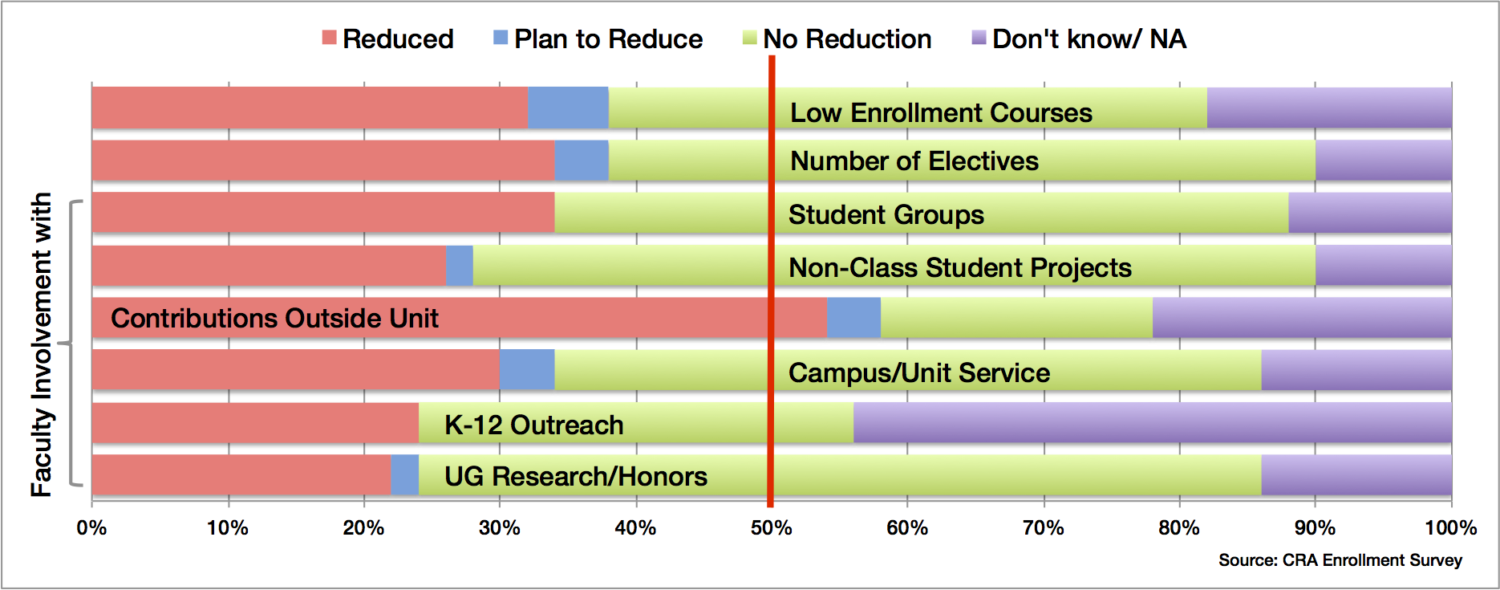 Reduced Plan to Reduce No Reduction Don't know/ NA
Low Enrollment Courses
Number of Electives
Faculty Involvement with
Student Groups
Non-Class Student Projects
Contributions Outside Unit
Campus/Unit Service
K-12 Outreach
UG Research/Honors
0% 10% 20% 30% 40% 50% 60% 70% 80% 90% 100%
Source: CRA Enrollment Survey